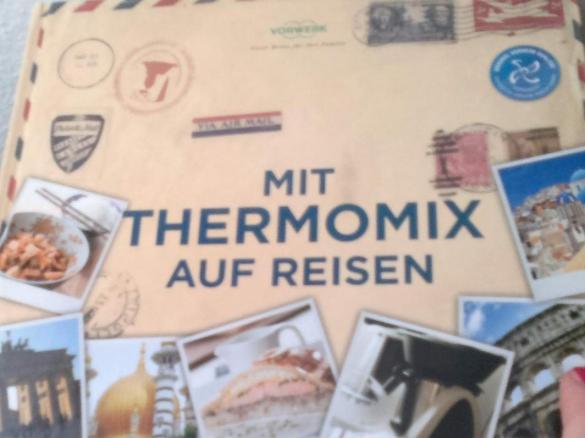 VORWERK
VIA AIR MAIL
MIT
THERMOMIX
AUF REISEN